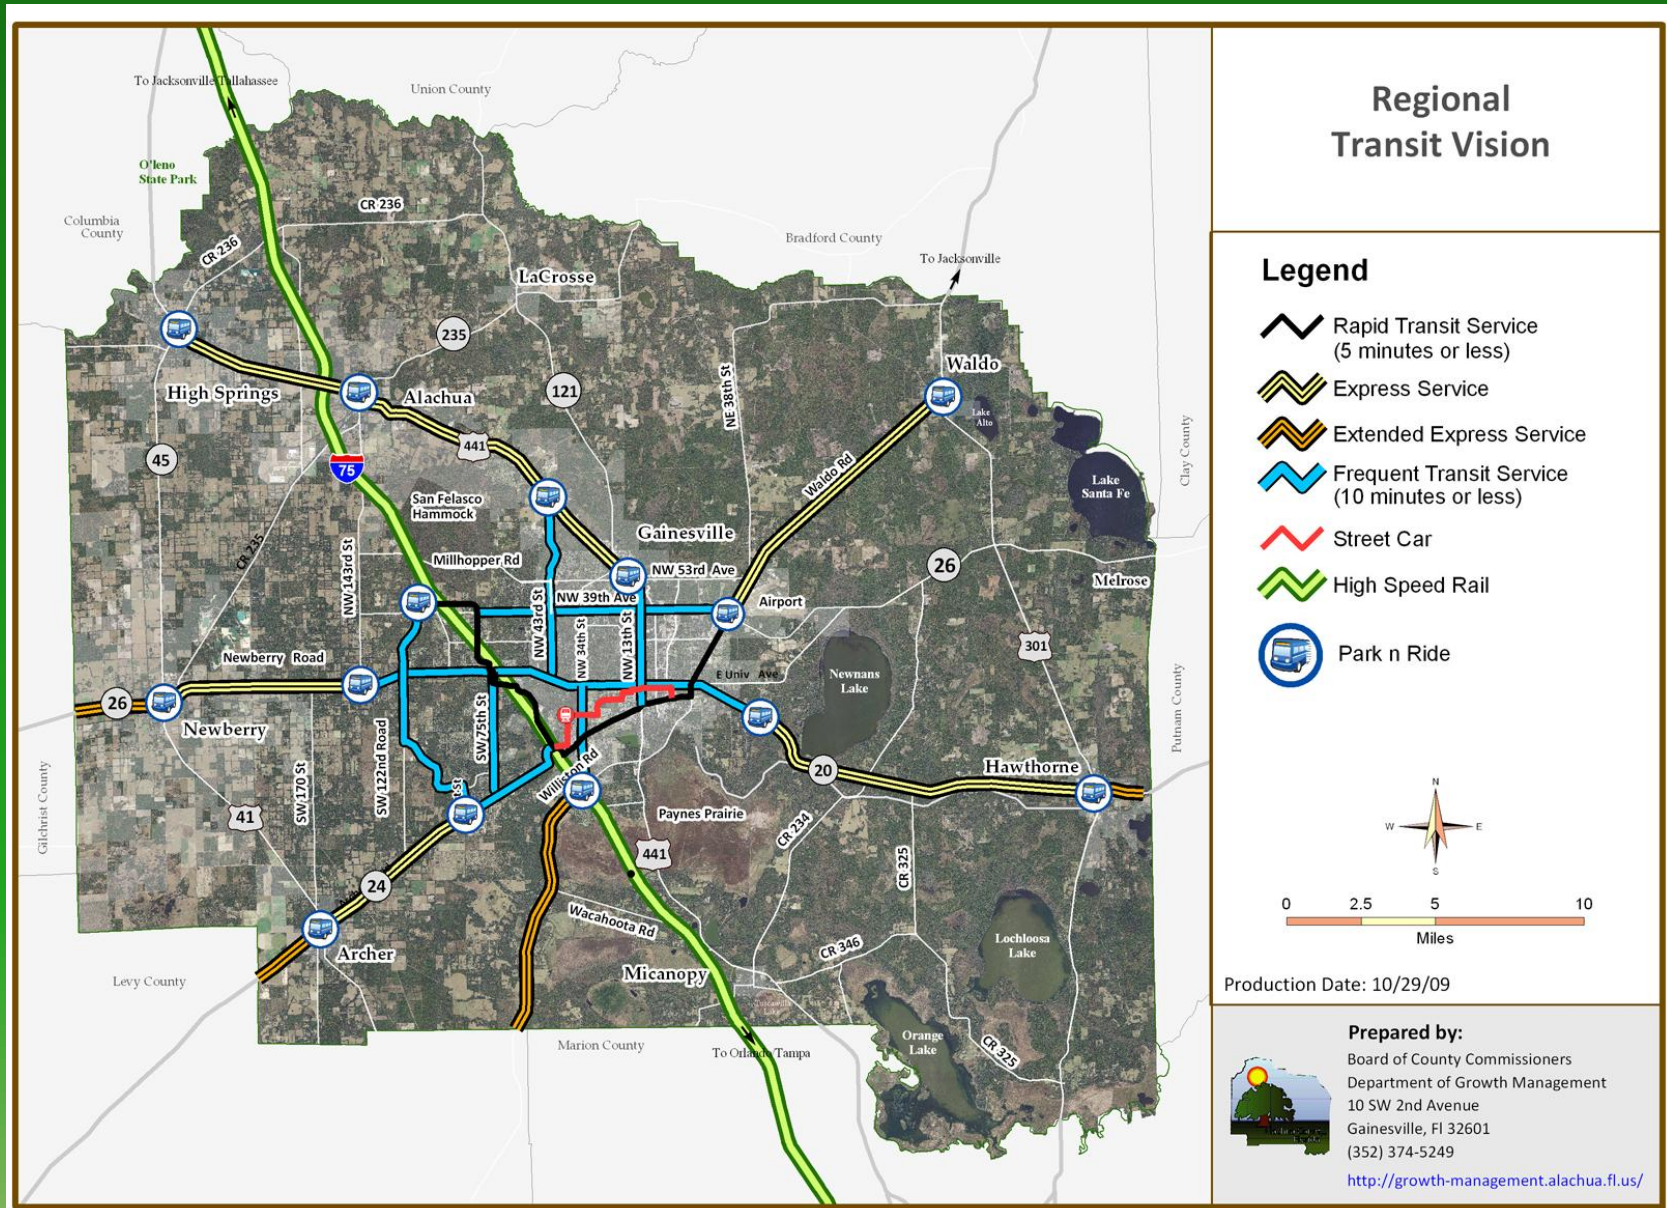 Regional
Transit Vision
Legend
Rapid Transit Service
(5 minutes or less)
Express Service
Extended Express Service
Frequent Transit Service
(10 minutes or less)
Street Car
High Speed Rail
Park n Ride
N
W
E
S
0 2.5 5 10
Miles
Production Date: 10/29/09
Prepared by:
Board of County Commissioners
Department of Growth Management
10 SW 2nd Avenue
Gainesville, Fl 32601
(352) 374-5249
http://growth-management.alachua.fl.us/
To Jacksonville Tallahassee
Union County
O'leno
State Park
CR 236
Columbia
County
CR 236
Bradford County
To Jacksonville
LaCrosse
235
Waldo
High Springs
Alachua
121
NE 38th St
Lake
Alto
441
45
75
Waldo Rd
Lake
Santa Fe
Clay County
San Felasco
Hammock
Gainesville
CR 235
NW 143rd St
Millhopper Rd
NW 53rd Ave
26
Melrose
NW 39th Ave
Airport
NW 43rd St
NW 34th St
NW 13th St
301
Newberry Road
E Univ Ave
Newnans
Lake
Putnam County
26
Newberry
SW 122nd Road
SW 75th St
Williston Rd
20
Hawthorne
SW 170 St
t St
41
Paynes Prairie
CR 234
Gilchrist County
441
CR 325
24
Wacahoota Rd
Archer
CR 346
Lochloosa
Lake
Micanopy
Levy County
Marion County
To Orlando Tampa
Orange
Lake
CR 325